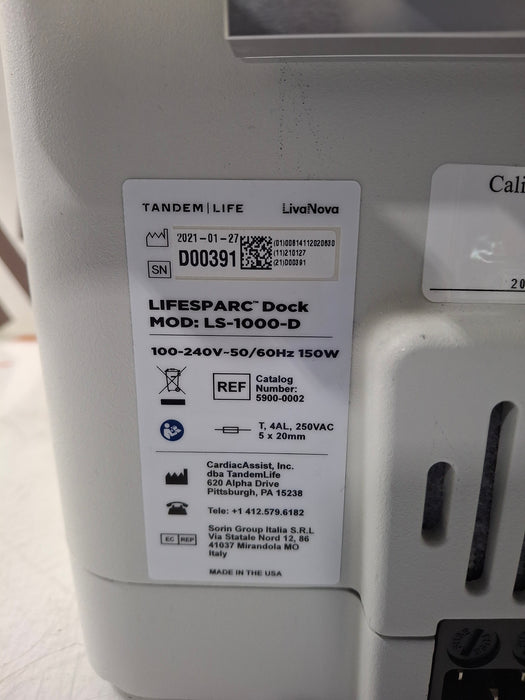 TANDEM|LIFE LivaNova
2021-01-27
SN D00391
(11)210127
(21)D00391
LIFESPARC™ Dock
MOD: LS-1000-D
100-240V~50/60Hz 150W
REF Catalog
Number:
5900-0002
T, 4AL, 250VAC
5 x 20mm
CardiacAssist, Inc.
dba TandemLife
620 Alpha Drive
Pittsburgh, PA 15238
Tele: +1 412.579.6182
EC REP Sorin Group Italia S.R.L
Via Statale Nord 12, 86
41037 Mirandola MO
Italy
MADE IN THE USA
Cali
20